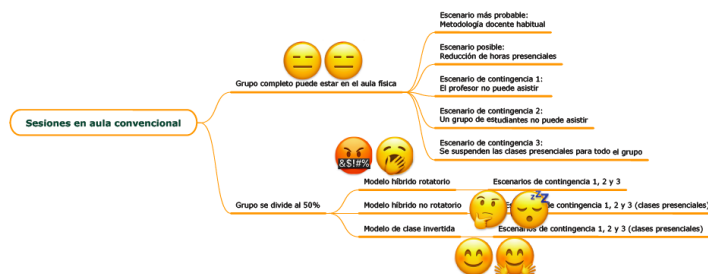 Sesiones en aula convencional
Grupo completo puede estar en el aula física
Escenario más probable:
Metodología docente habitual
Escenario posible:
Reducción de horas presenciales
Escenario de contingencia 1:
El profesor no puede asistir
Escenario de contingencia 2:
Un grupo de estudiantes no puede asistir
Escenario de contingencia 3:
Se suspenden las clases presenciales para todo el grupo
Grupo se divide al 50%
&$!#%
Modelo híbrido rotatorio
Escenarios de contingencia 1, 2 y 3
Modelo híbrido no rotatorio
de contingencia 1, 2 y 3 (clases presenciales)
Modelo de clase invertida
Escenarios de contingencia 1, 2 y 3 (clases presenciales)